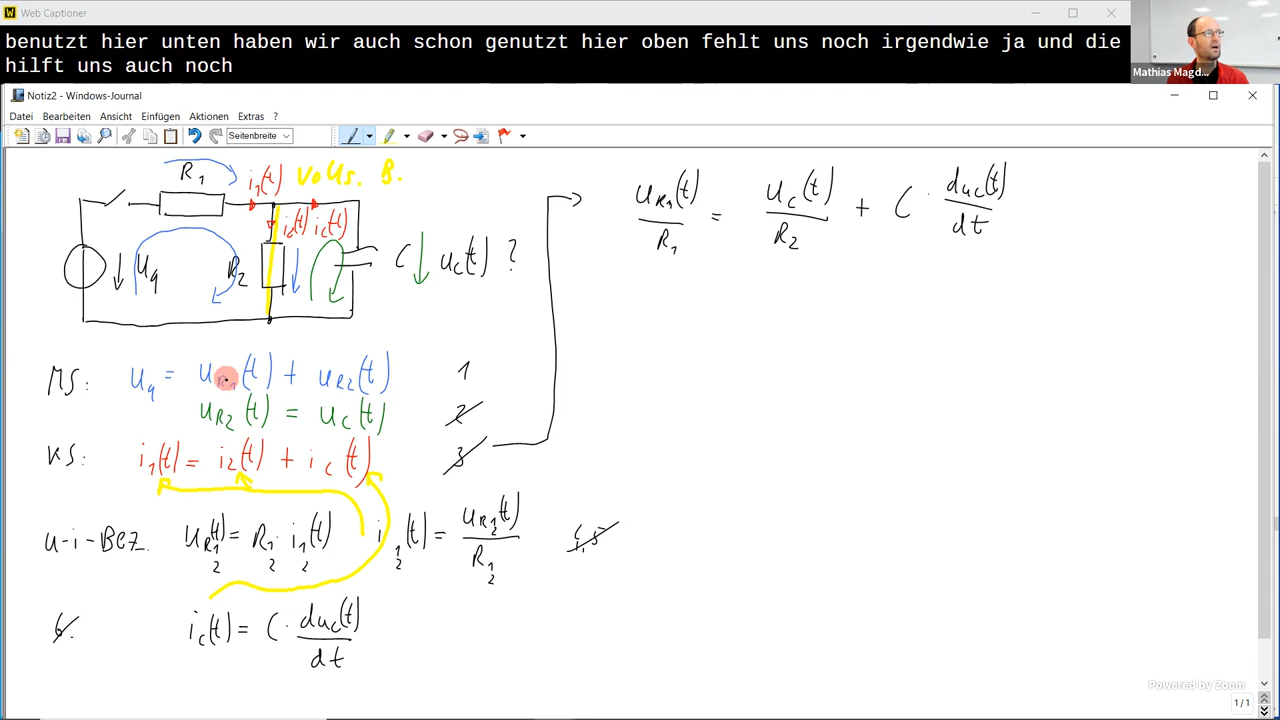 Web Captioner
benutzt hier unten haben wir auch schon genutzt hier oben fehlt uns noch irgendwie ja und die
hilft uns auch noch
Mathias Magd...
Notiz2 - Windows-Journal
Datei Bearbeiten Ansicht Einfügen Aktionen Extras ?
Seitenbreite
R1 i1(t) Volls. B.
i2(t) ic(t)
Uq R2 C uc(t) ?
uR1(t)/R1 = uc(t)/R2 + C · duc(t)/dt
MS: uq = uR1(t) + uR2(t) 1
uR2(t) = uc(t) 2
KS: i1(t) = i2(t) + ic(t) 3
u-i-Bez. uR1/2(t) = R1/2 · i1/2(t) i1/2(t) = uR1/2(t)/R1/2 4,5
6. ic(t) = C · duc(t)/dt
Powered by Zoom
1/1